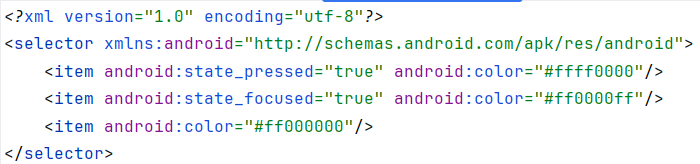 <?xml version="1.0" encoding="utf-8"?>
<selector xmlns:android="http://schemas.android.com/apk/res/android">
    <item android:state_pressed="true" android:color="#ffff0000"/>
    <item android:state_focused="true" android:color="#ff0000ff"/>
    <item android:color="#ff000000"/>
</selector>